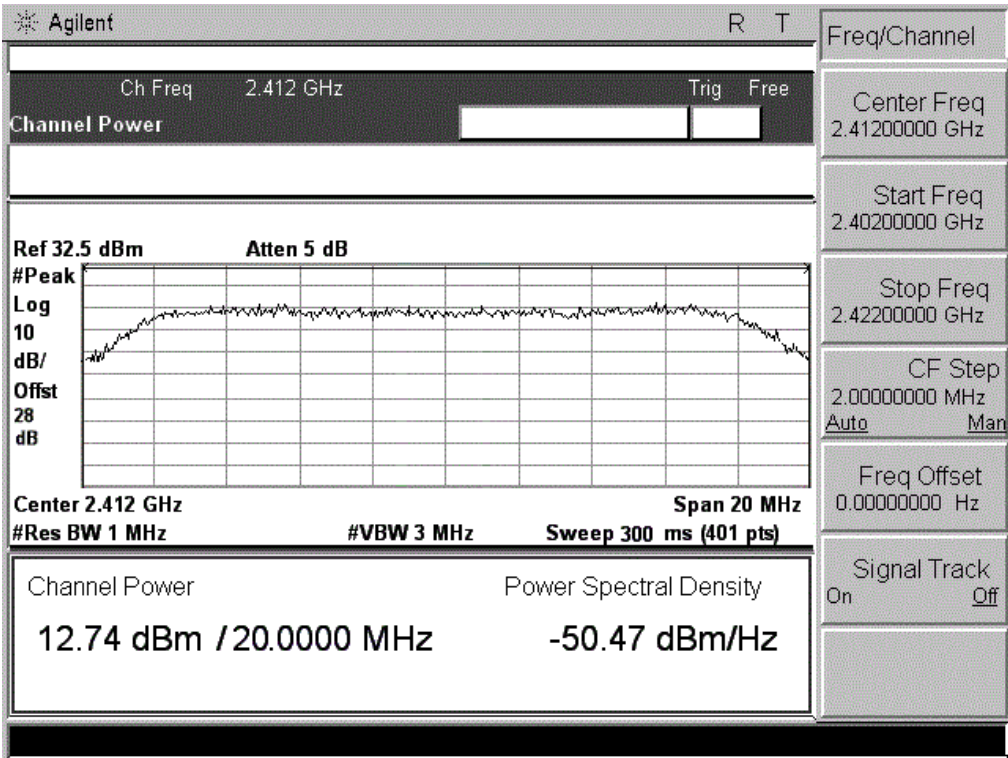 Agilent R T
Freq/Channel
Ch Freq 2.412 GHz Trig Free
Channel Power
Center Freq
2.41200000 GHz
Start Freq
2.40200000 GHz
Ref 32.5 dBm Atten 5 dB
#Peak
Log
10
dB/
Offst
28
dB
Stop Freq
2.42200000 GHz
CF Step
2.00000000 MHz
Auto Man
Center 2.412 GHz Span 20 MHz
#Res BW 1 MHz #VBW 3 MHz Sweep 300 ms (401 pts)
Freq Offset
0.00000000 Hz
Channel Power Power Spectral Density
12.74 dBm / 20.0000 MHz -50.47 dBm/Hz
Signal Track
On Off